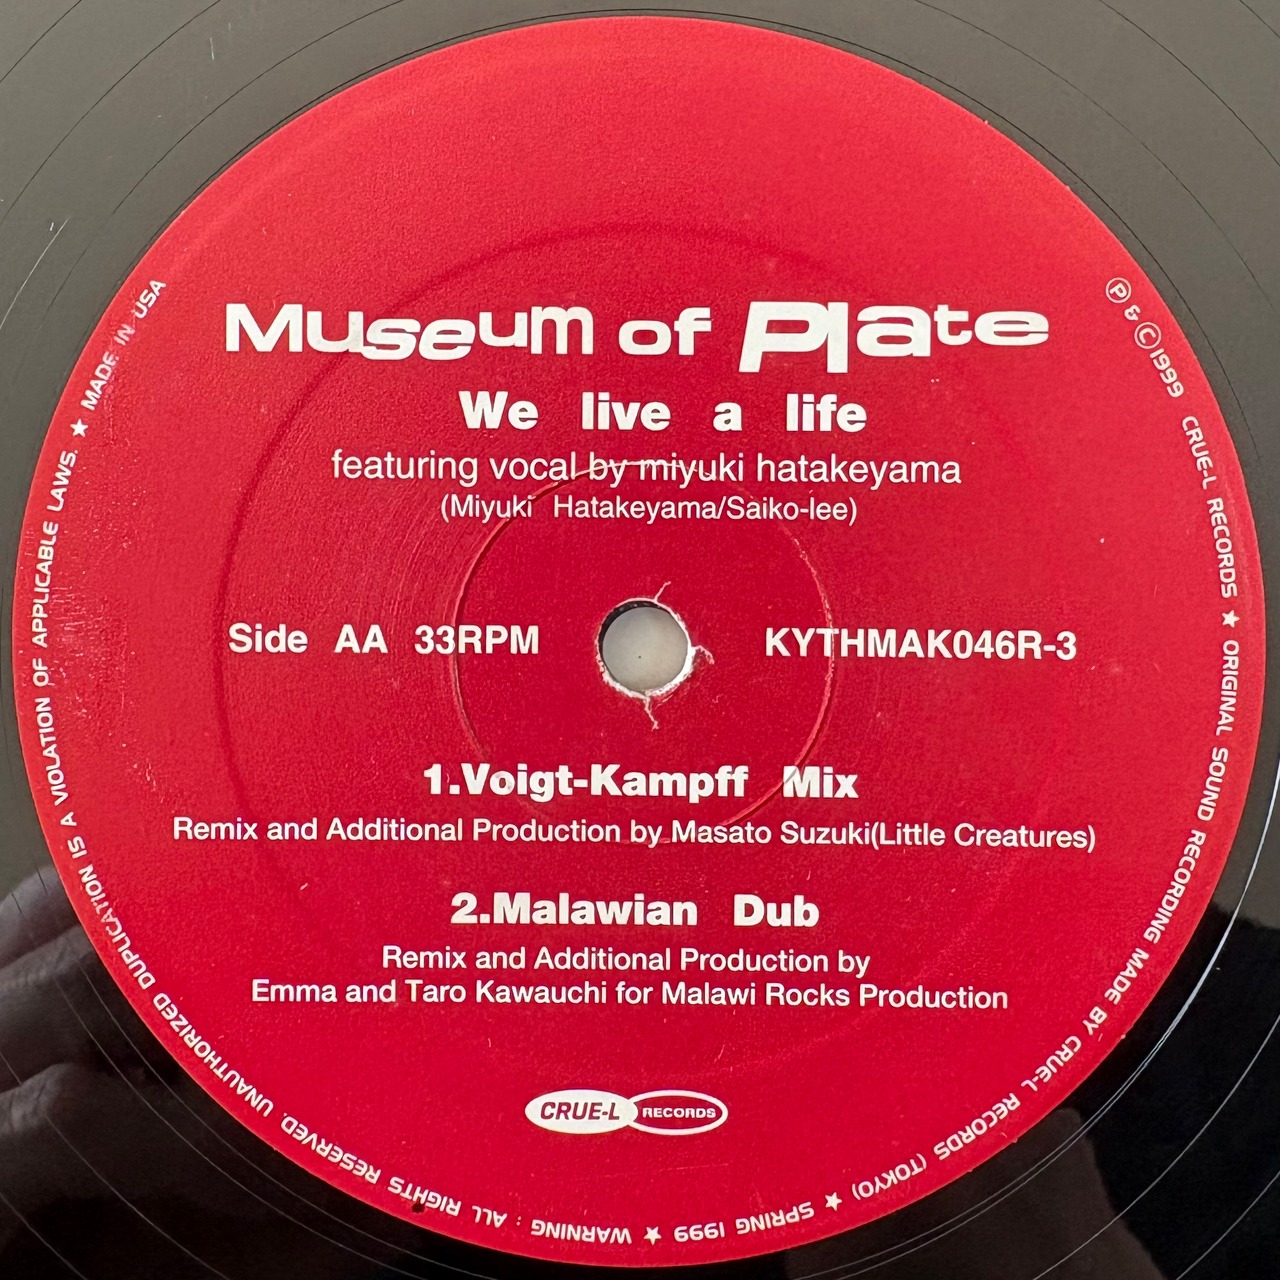 Museum of Plate
We live a life
featuring vocal by miyuki hatakeyama
(Miyuki Hatakeyama/Saiko-lee)
Side AA 33RPM
KYTHMAK046R-3
1.Voigt-Kampff Mix
Remix and Additional Production by Masato Suzuki(Little Creatures)
2.Malawian Dub
Remix and Additional Production by
Emma and Taro Kawauchi for Malawi Rocks Production
CRUE-L RECORDS
℗ & © 1999 CRUE-L RECORDS ★ ORIGINAL SOUND RECORDING MADE BY CRUE-L RECORDS (TOKYO) ★ SPRING 1999 ★ WARNING : ALL RIGHTS RESERVED. UNAUTHORIZED DUPLICATION IS A VIOLATION OF APPLICABLE LAWS. ★ MADE IN USA